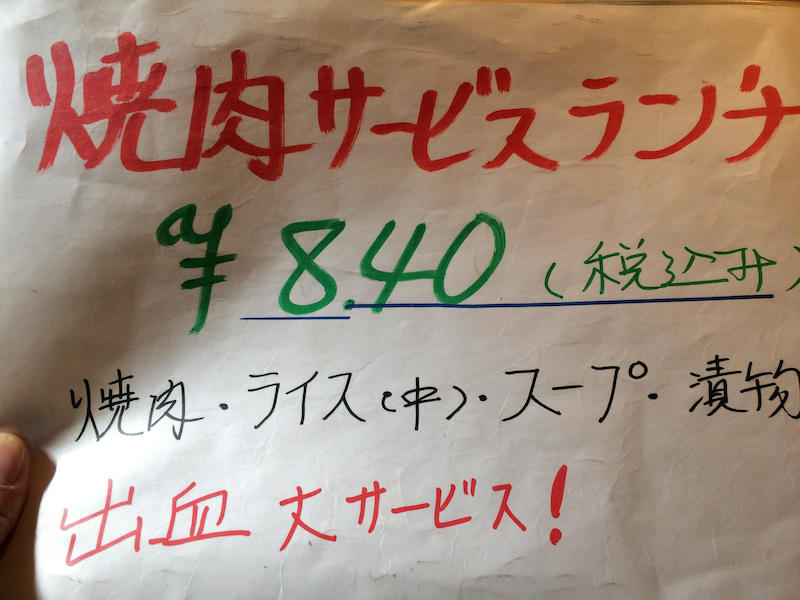 焼肉サービスランチ
¥840(税込み)
焼肉・ライス(中)・スープ・漬物
出血大サービス!